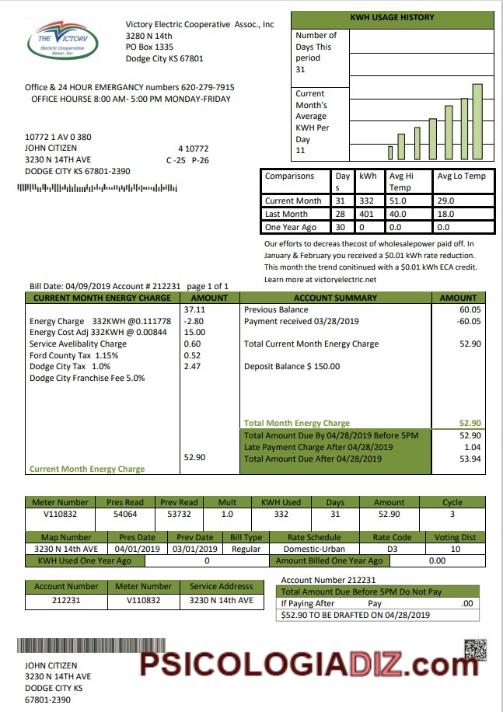 THE VICTORY
Electric Cooperative
Assoc, Inc
Victory Electric Cooperative Assoc., Inc
3280 N 14th
PO Box 1335
Dodge City KS 67801
Office & 24 HOUR EMERGANCY numbers 620-279-7915
OFFICE HOURSE 8:00 AM- 5:00 PM MONDAY-FRIDAY
10772 1 AV 0 380
JOHN CITIZEN 4 10772
3230 N 14TH AVE C -25 P-26
DODGE CITY KS 67801-2390
KWH USAGE HISTORY
Number of
Days This
period
31
Current
Month's
Average
KWH Per
Day
11
Comparisons Day s kWh Avg Hi Temp Avg Lo Temp
Current Month 31 332 51.0 29.0
Last Month 28 401 40.0 18.0
One Year Ago 30 0 0.0 0.0
Our efforts to decreas thecost of wholesalepower paid off. In
January & February you received a $0.01 kWh rate reduction.
This month the trend conitinued with a $0.01 kWh ECA credit.
Learn more at victoryelectric.net
Bill Date: 04/09/2019 Account # 212231 page 1 of 1
CURRENT MONTH ENERGY CHARGE AMOUNT ACCOUNT SUMMARY AMOUNT
37.11 Previous Balance 60.05
Energy Charge 332KWH @0.111778 -2.80 Payment received 03/28/2019 -60.05
Energy Cost Adj 332KWH @ 0.00844 15.00
Service Avelibality Charge 0.60 Total Current Month Energy Charge 52.90
Ford County Tax 1.15% 0.52
Dodge City Tax 1.0% 2.47 Deposit Balance $ 150.00
Dodge City Franchise Fee 5.0%
Total Month Energy Charge 52.90
Total Amount Due By 04/28/2019 Before 5PM 52.90
Late Payment Charge After 04/28/2019 1.04
52.90 Total Amount Due After 04/28/2019 53.94
Current Month Energy Charge
Meter Number Pres Read Prev Read Mult KWH Used Days Amount Cycle
V110832 54064 53732 1.0 332 31 52.90 3
Map Number Pres Date Prev Date Bill Type Rate Schedule Rate Code Voting Dist
3230 N 14th AVE 04/01/2019 03/01/2019 Regular Domestic-Urban D3 10
KWH Used One Year Ago 0 Amount Billed One Year Ago 0.00
Account Number Meter Number Service Addresss
212231 V110832 3230 N 14th AVE
Account Number 212231
Total Amount Due Before 5PM Do Not Pay
If Paying After Pay .00
$52.90 TO BE DRAFTED ON 04/28/2019
JOHN CITIZEN
3230 N 14TH AVE
DODGE CITY KS
67801-2390
PSICOLOGIADIZ.com